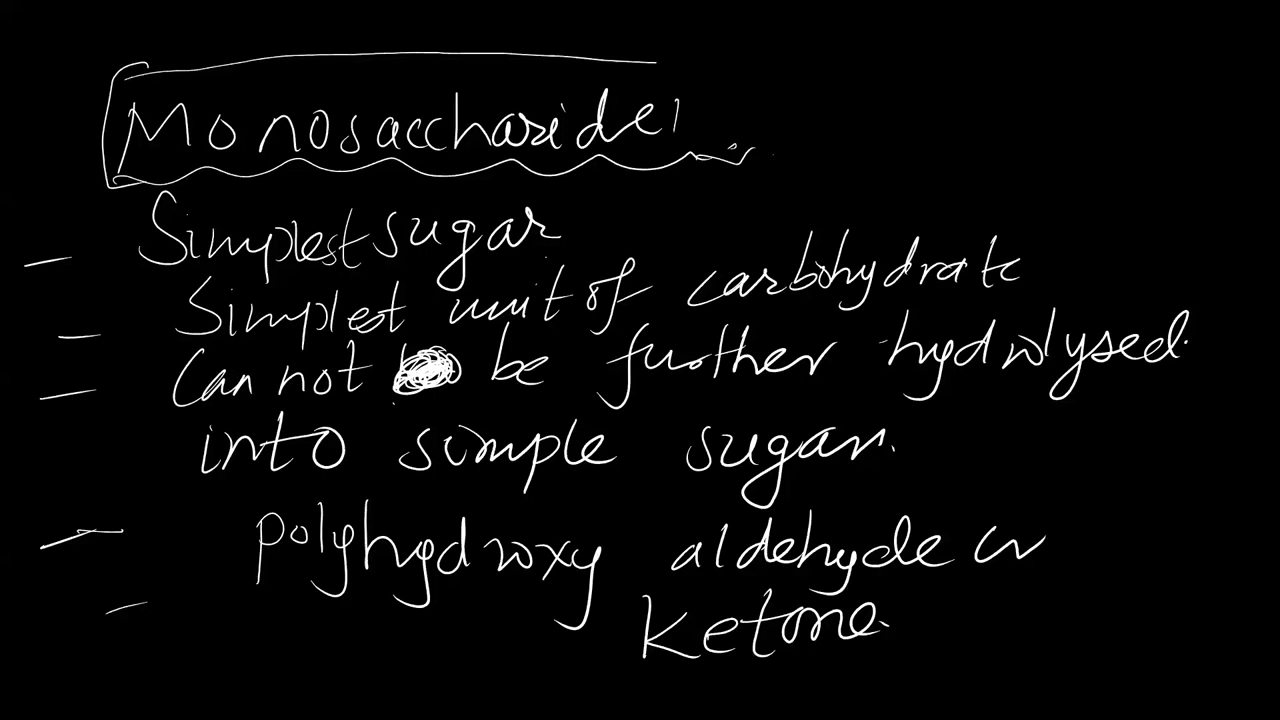 Monosaccharide
Simplest sugar
Simplest unit of carbohydrate
Can not be further hydrolysed
into simple sugar.
polyhydroxy aldehyde or
Ketone.